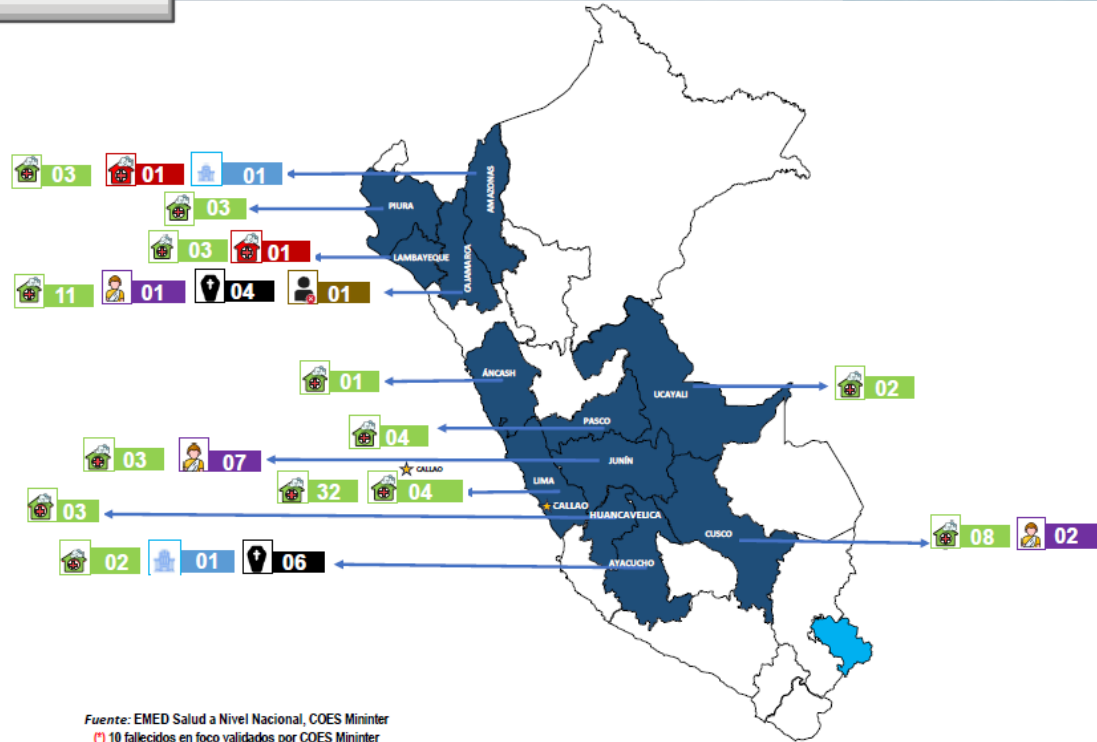 03 01 01
AMAZONAS
PIURA
03
03 01
LAMBAYEQUE
CAJAMARCA
11 01 04 01
ÁNCASH
01
UCAYALI
02
PASCO
04
03 07
JUNÍN
CALLAO
LIMA
32 04
CALLAO
HUANCAVELICA
03
CUSCO
08 02
AYACUCHO
02 01 06
Fuente: EMED Salud a Nivel Nacional, COES Mininter
(*) 10 fallecidos en foco validados por COES Mininter